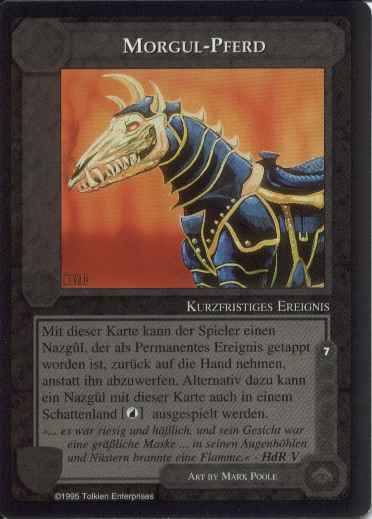 MORGUL-PFERD
KURZFRISTIGES EREIGNIS
Mit dieser Karte kann der Spieler einen
Nazgûl, der als Permanentes Ereignis getappt
worden ist, zurück auf die Hand nehmen,
anstatt ihn abzuwerfen. Alternativ dazu kann
ein Nazgûl mit dieser Karte auch in einem
Schattenland [ ] ausgespielt werden.
7
»... es war riesig und häßlich, und sein Gesicht war
eine gräßliche Maske ... in seinen Augenhöhlen
und Nüstern brannte eine Flamme.« - HdR V
ART BY MARK POOLE
©1995 Tolkien Enterprises